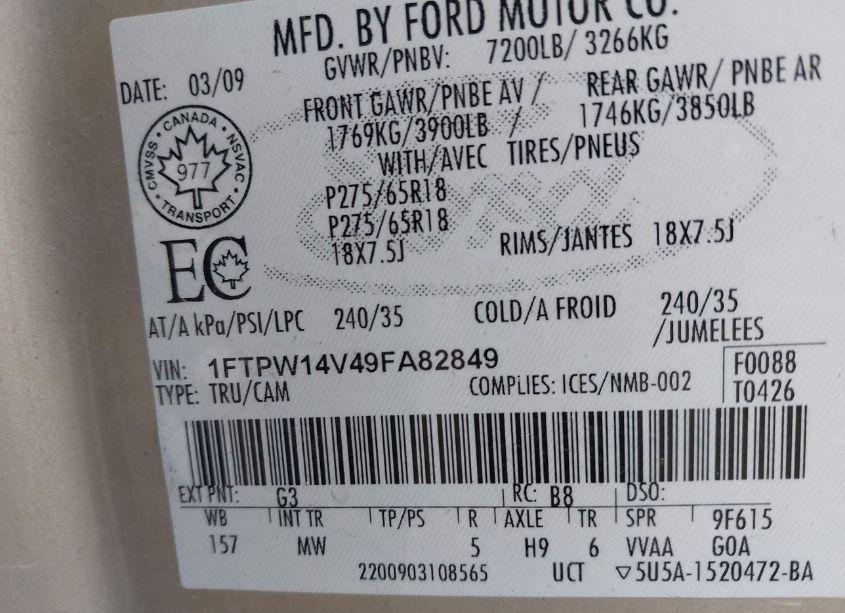 MFD. BY FORD MOTOR CO.
GVWR/PNBV: 7200LB/ 3266KG
DATE: 03/09
FRONT GAWR/PNBE AV / REAR GAWR/ PNBE AR
1769KG/3900LB / 1746KG/3850LB
WITH/AVEC TIRES/PNEUS
CANADA
CMVSS
NSVAC
977
TRANSPORT
P275/65R18
P275/65R18
18X7.5J RIMS/JANTES 18X7.5J
EC
AT/A kPa/PSI/LPC 240/35 COLD/A FROID 240/35
/JUMELEES
VIN: 1FTPW14V49FA82849 F0088
TYPE: TRU/CAM COMPLIES: ICES/NMB-002 T0426
EXT PNT: G3 RC: B8 DSO:
WB INT TR TP/PS R AXLE TR SPR 9F615
157 MW 5 H9 6 VVAA GOA
2200903108565 UCT ▽5U5A-1520472-BA